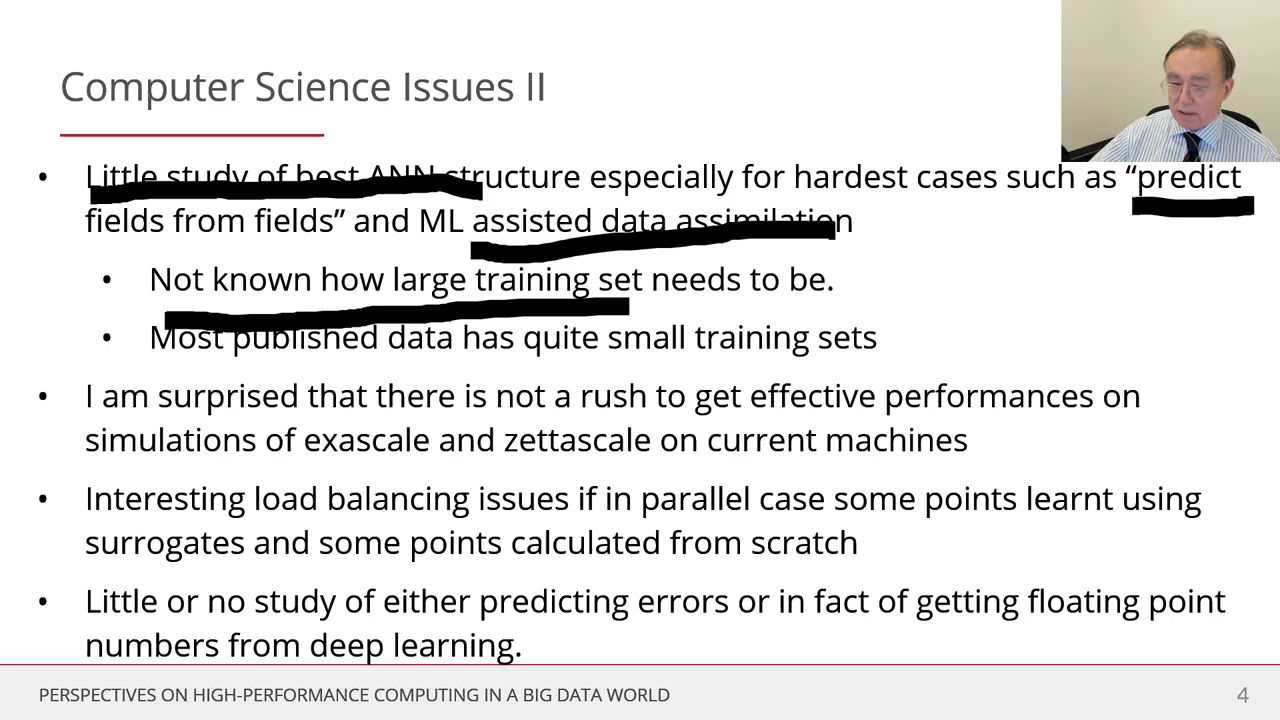 Computer Science Issues II
• Little study of best ANN structure especially for hardest cases such as “predict
fields from fields” and ML assisted data assimilation
• Not known how large training set needs to be.
• Most published data has quite small training sets
• I am surprised that there is not a rush to get effective performances on
simulations of exascale and zettascale on current machines
• Interesting load balancing issues if in parallel case some points learnt using
surrogates and some points calculated from scratch
• Little or no study of either predicting errors or in fact of getting floating point
numbers from deep learning.
PERSPECTIVES ON HIGH-PERFORMANCE COMPUTING IN A BIG DATA WORLD
4